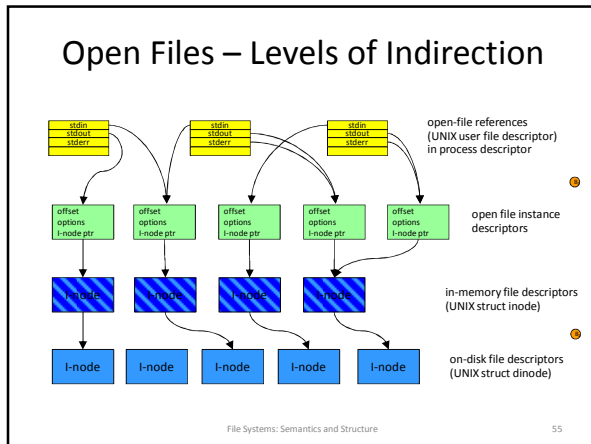 Open Files – Levels of Indirection
stdin
stdout
stderr
stdin
stdout
stderr
stdin
stdout
stderr
open-file references
(UNIX user file descriptor)
in process descriptor
offset
options
I-node ptr
offset
options
I-node ptr
offset
options
I-node ptr
offset
options
I-node ptr
offset
options
I-node ptr
open file instance
descriptors
I-node
I-node
I-node
I-node
in-memory file descriptors
(UNIX struct inode)
I-node
I-node
I-node
I-node
I-node
on-disk file descriptors
(UNIX struct dinode)
File Systems: Semantics and Structure
55